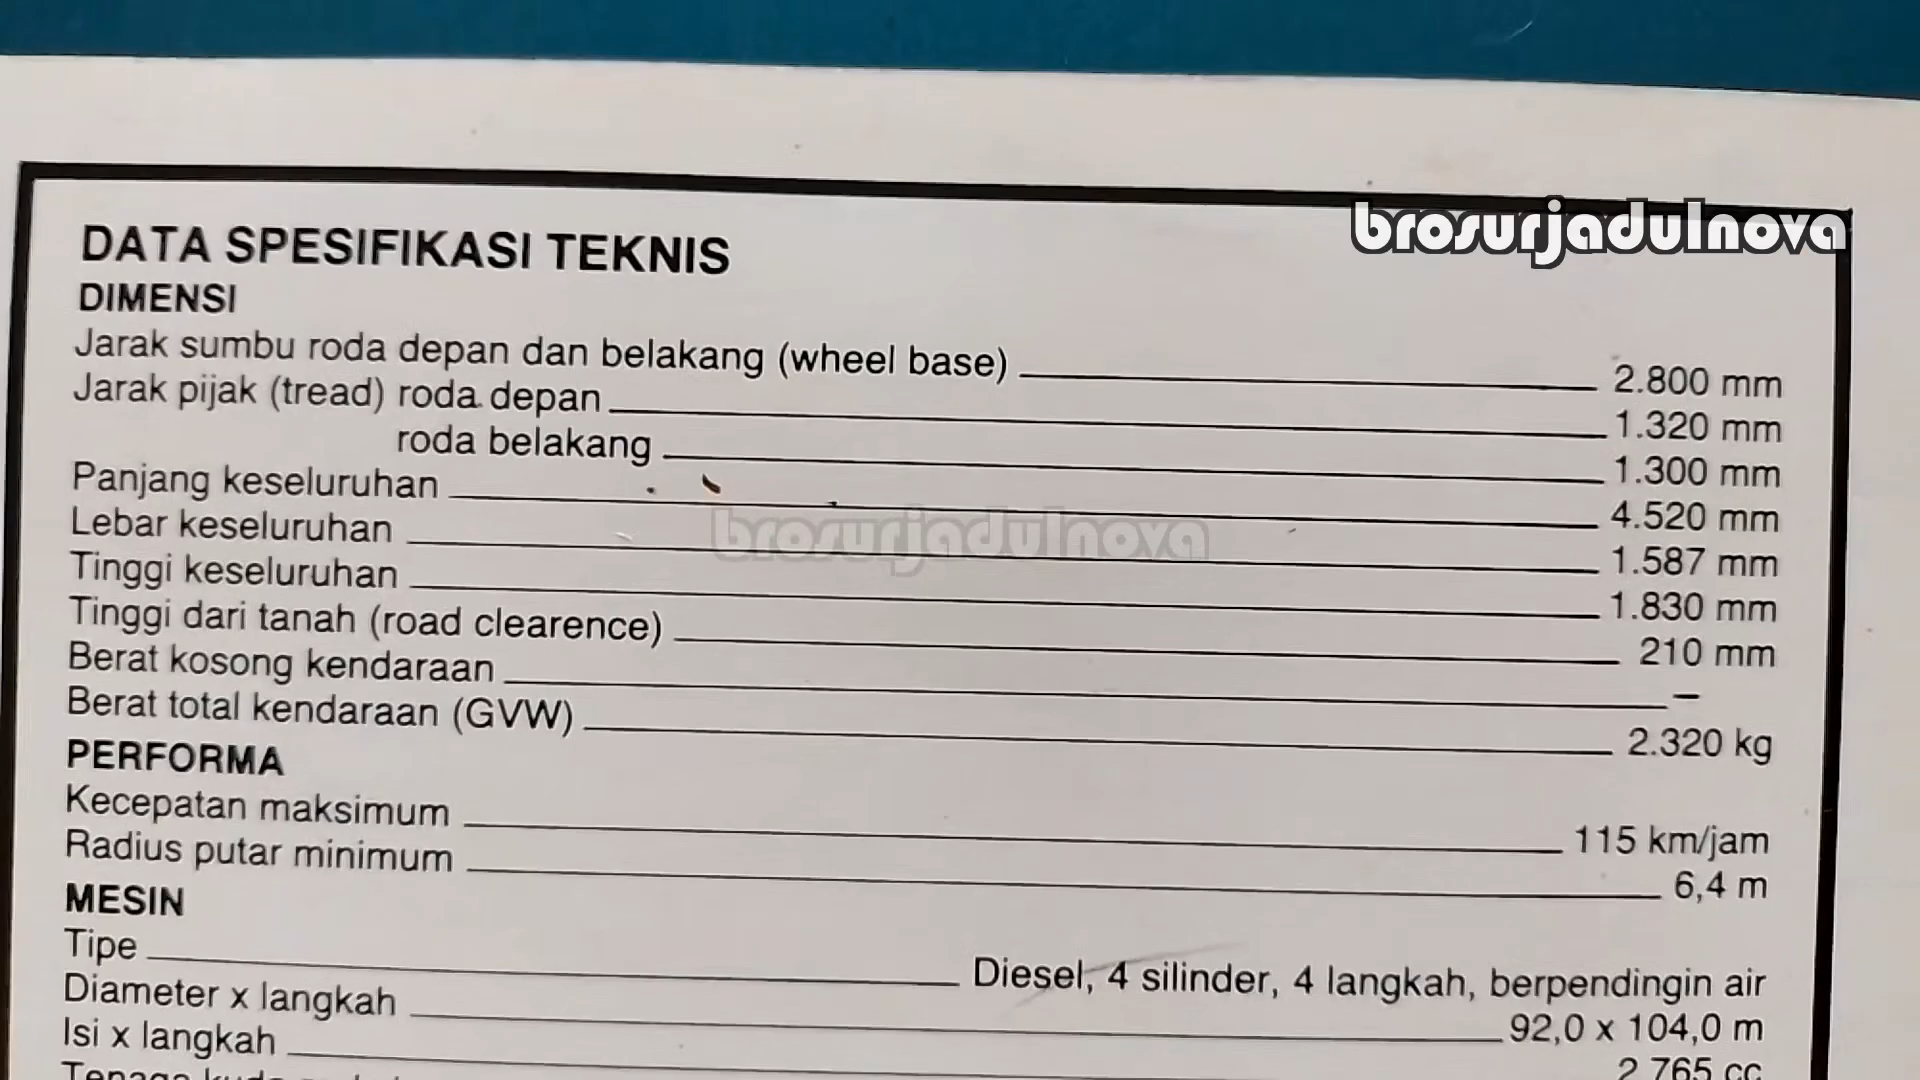 brosurjadulnova
DATA SPESIFIKASI TEKNIS
DIMENSI
Jarak sumbu roda depan dan belakang (wheel base) 2.800 mm
Jarak pijak (tread) roda depan 1.320 mm
roda belakang 1.300 mm
Panjang keseluruhan 4.520 mm
brosurjadulnova
Lebar keseluruhan 1.587 mm
Tinggi keseluruhan 1.830 mm
Tinggi dari tanah (road clearence) 210 mm
Berat kosong kendaraan –
Berat total kendaraan (GVW) 2.320 kg
PERFORMA
Kecepatan maksimum 115 km/jam
Radius putar minimum 6,4 m
MESIN
Tipe Diesel, 4 silinder, 4 langkah, berpendingin air
Diameter x langkah 92,0 x 104,0 m
Isi x langkah 2.765 cc